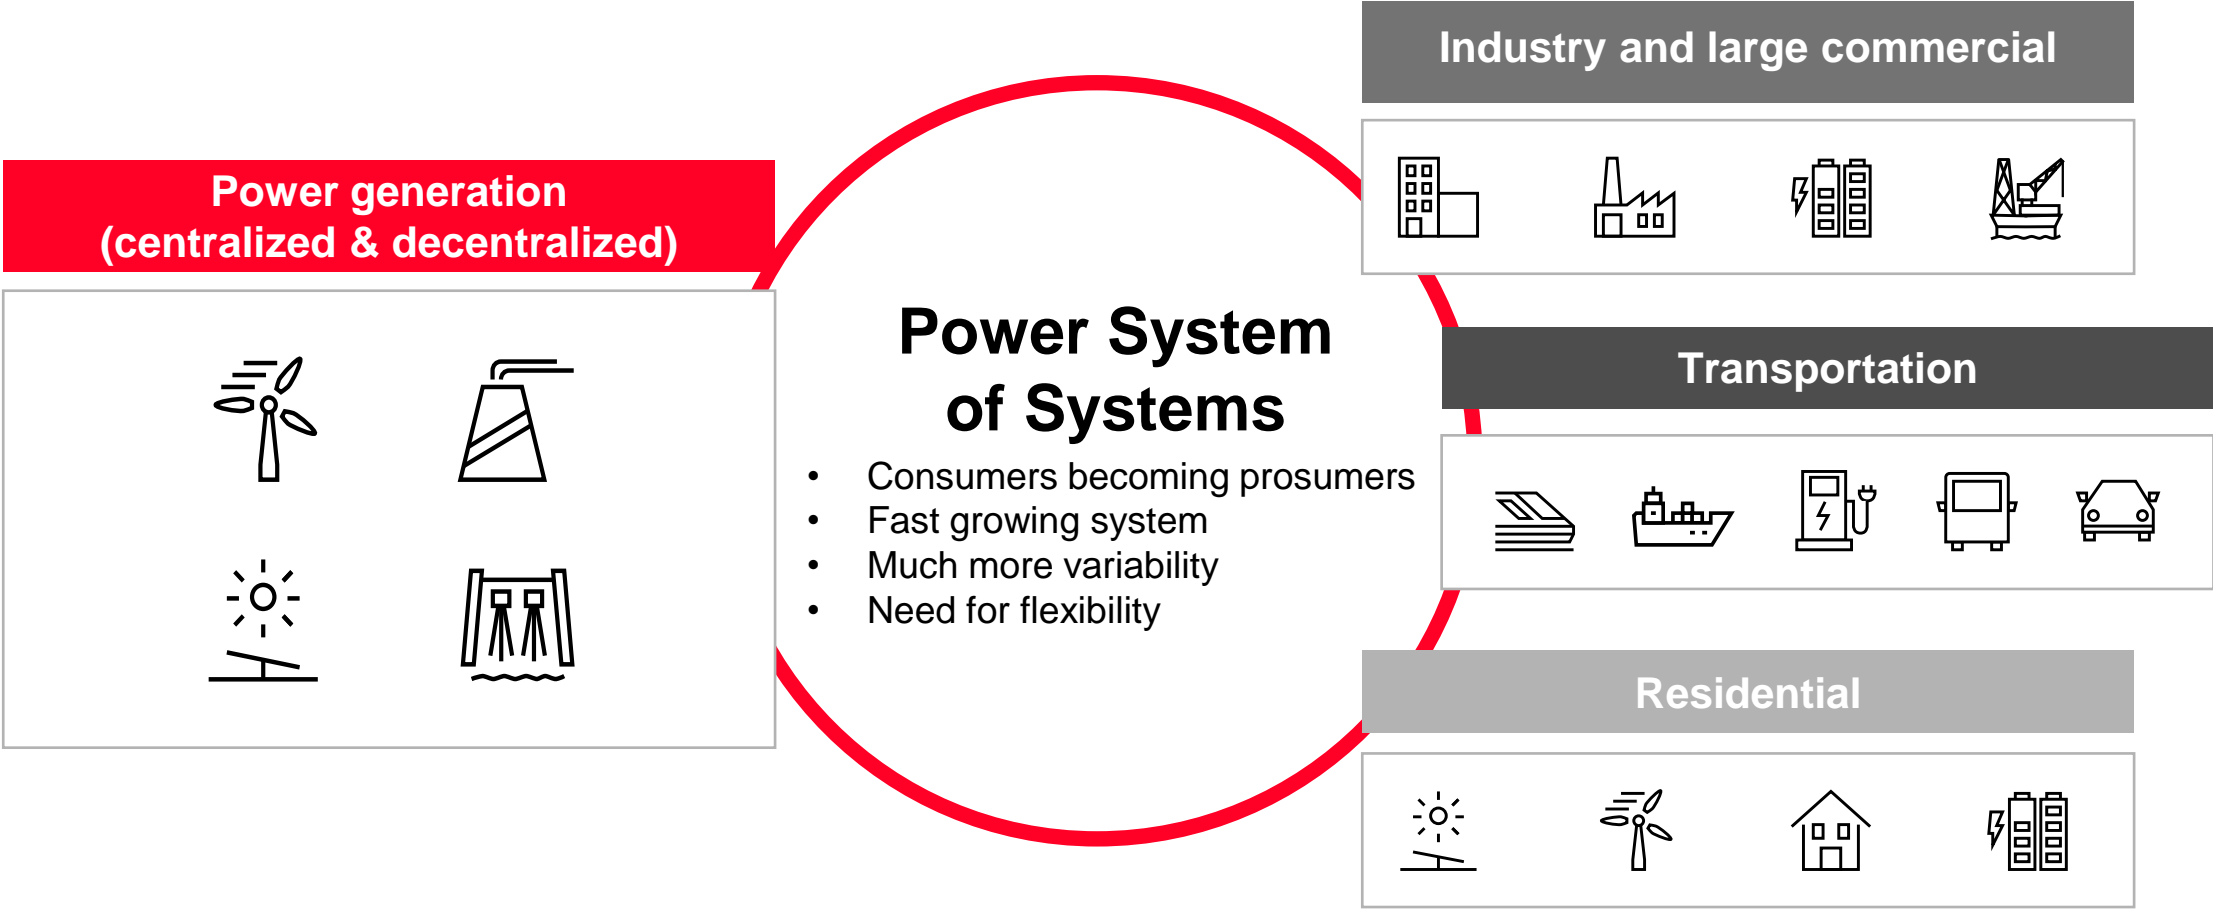 Industry and large commercial
Power generation
(centralized & decentralized)
Power System
of Systems
• Consumers becoming prosumers
• Fast growing system
• Much more variability
• Need for flexibility
Transportation
Residential